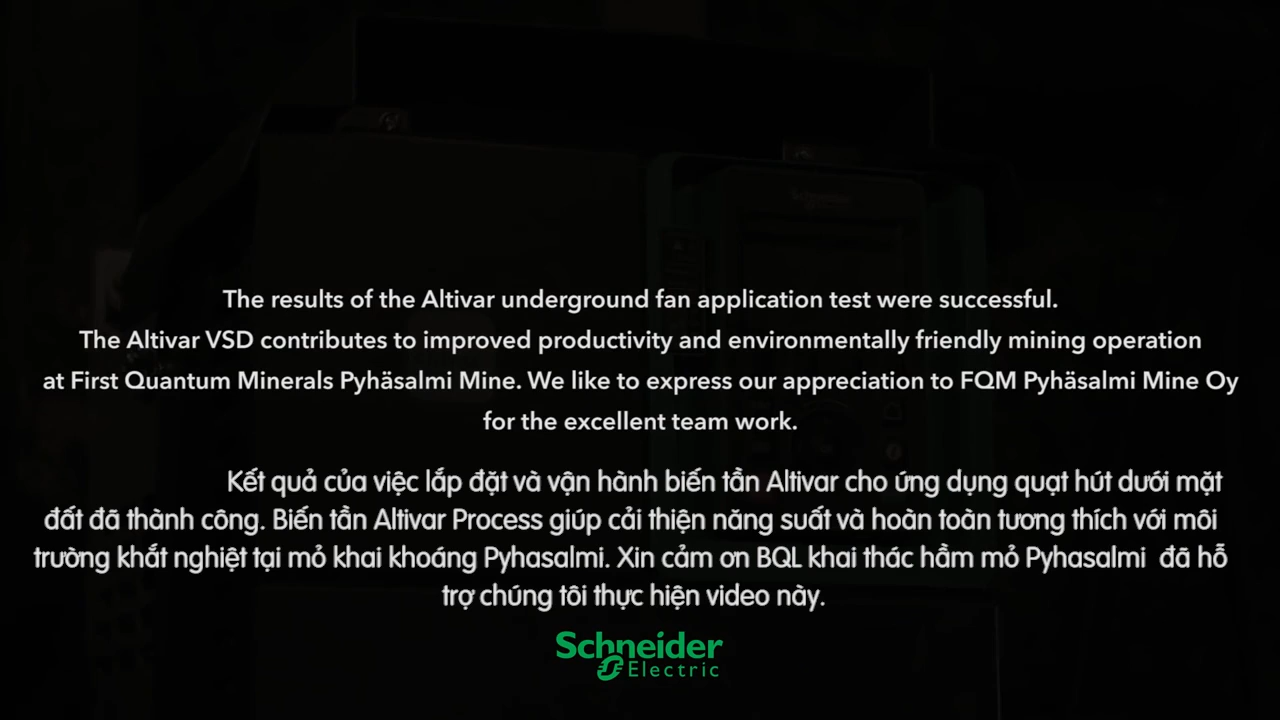 The results of the Altivar underground fan application test were successful.
The Altivar VSD contributes to improved productivity and environmentally friendly mining operation
at First Quantum Minerals Pyhäsalmi Mine. We like to express our appreciation to FQM Pyhäsalmi Mine Oy
for the excellent team work.
Kết quả của việc lắp đặt và vận hành biến tần Altivar cho ứng dụng quạt hút dưới mặt
đất đã thành công. Biến tần Altivar Process giúp cải thiện năng suất và hoàn toàn tương thích với môi
trường khắt nghiệt tại mỏ khai khoáng Pyhasalmi. Xin cảm ơn BQL khai thác hầm mỏ Pyhasalmi đã hỗ
trợ chúng tôi thực hiện video này.
Schneider
Electric